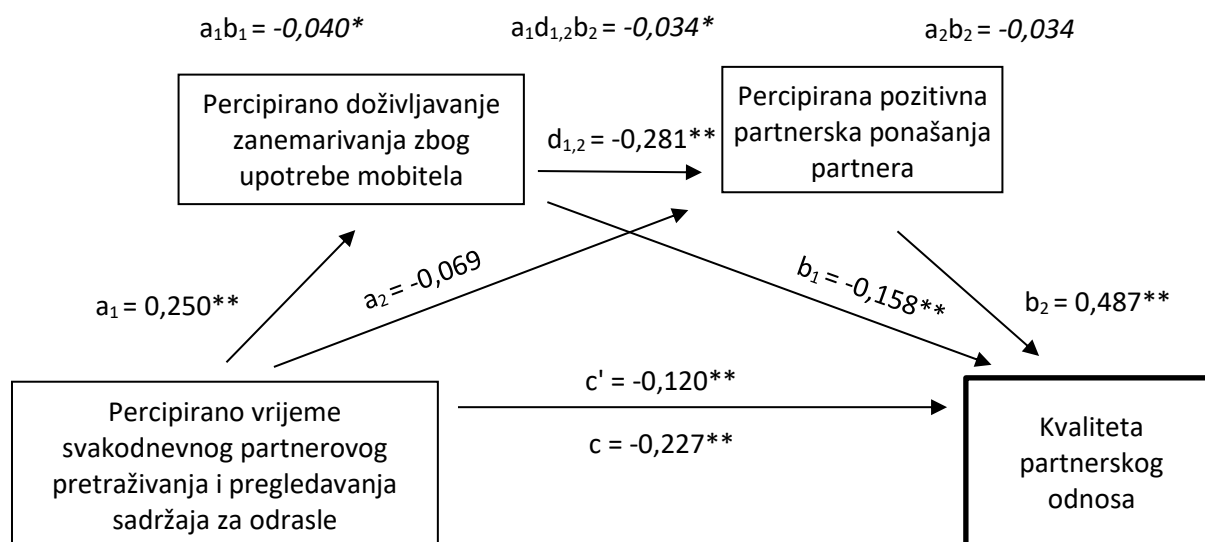 a₁b₁ = -0,040*
a₁d₁,₂b₂ = -0,034*
a₂b₂ = -0,034
Percipirano doživljavanje
zanemarivanja zbog
upotrebe mobitela
d₁,₂ = -0,281**
Percipirana pozitivna
partnerska ponašanja
partnera
a₁ = 0,250**
a₂ = -0,069
b₁ = -0,158**
b₂ = 0,487**
Percipirano vrijeme
svakodnevnog partnerovog
pretraživanja i pregledavanja
sadržaja za odrasle
c' = -0,120**
c = -0,227**
Kvaliteta
partnerskog
odnosa